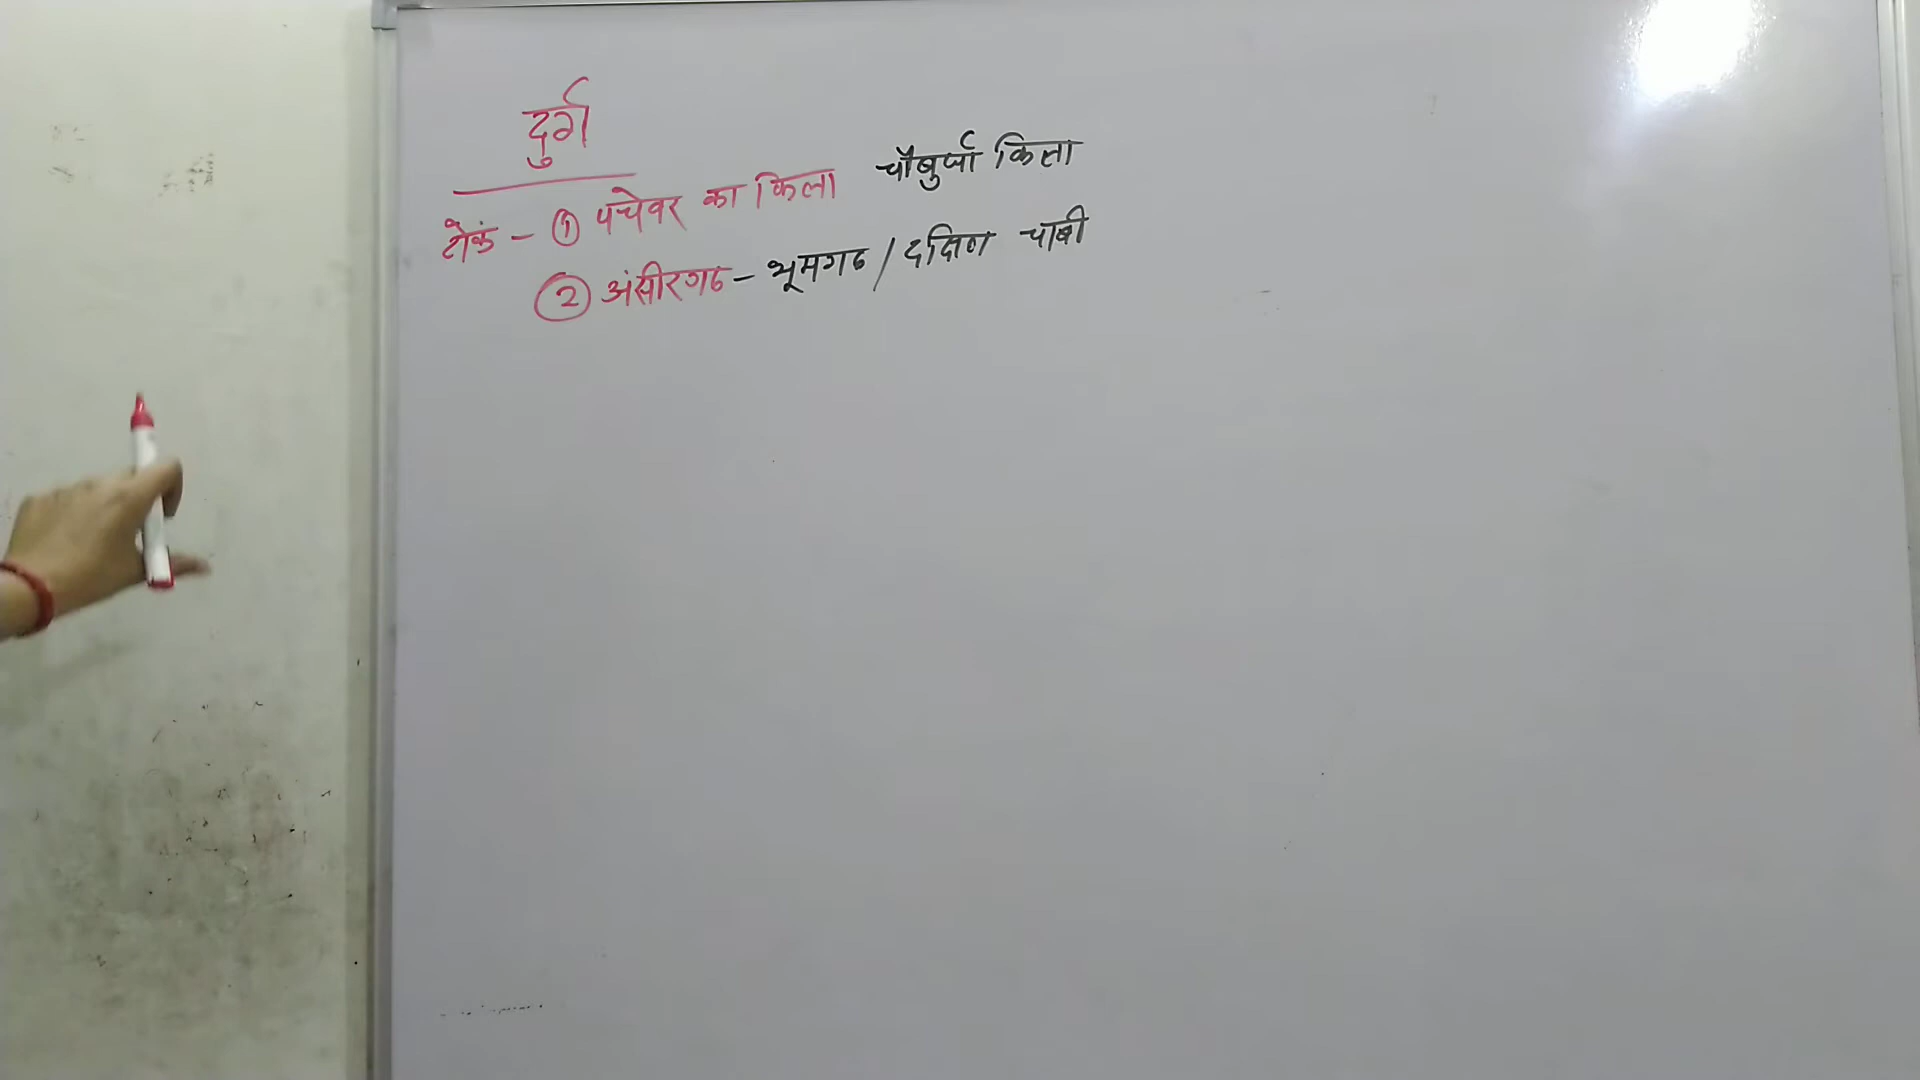 दुर्ग
टोकं - ① पचेवर का किला चौबुर्जा किला
② अंसीरगढ - भूमगढ / दक्षिण चाबी